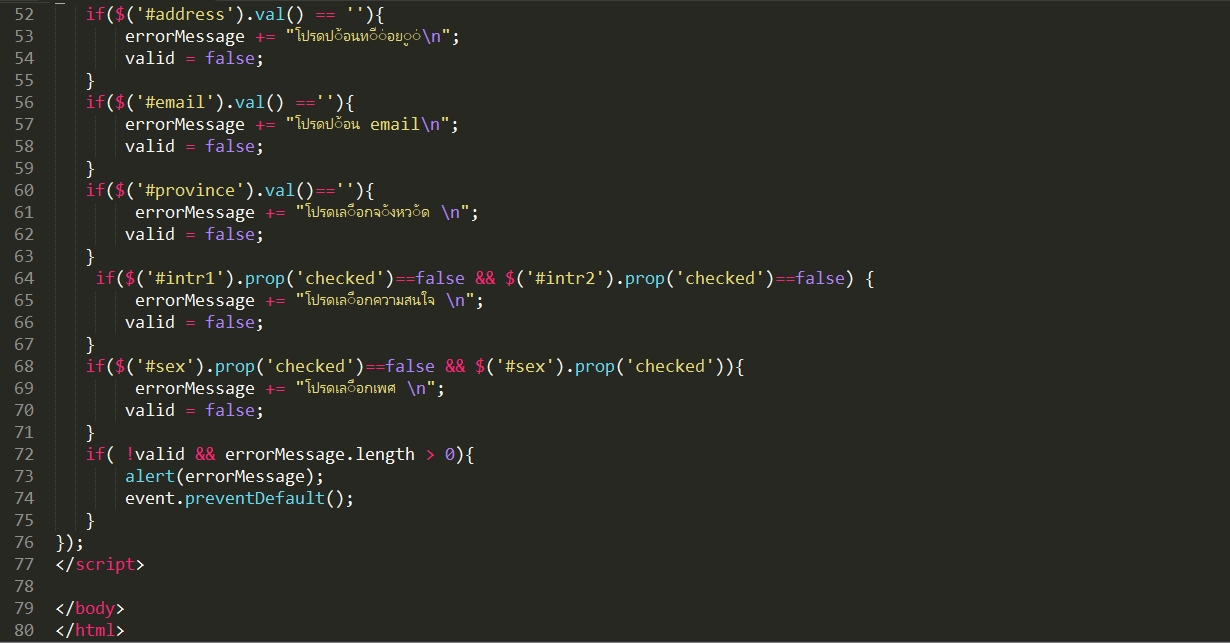 52 if($('#address').val() == ''){
53 errorMessage += "โปรดป้อนที่อยู่\n";
54 valid = false;
55 }
56 if($('#email').val() ==''){
57 errorMessage += "โปรดป้อน email\n";
58 valid = false;
59 }
60 if($('#province').val()==''){
61 errorMessage += "โปรดเลือกจังหวัด \n";
62 valid = false;
63 }
64 if($('#intr1').prop('checked')==false && $('#intr2').prop('checked')==false) {
65 errorMessage += "โปรดเลือกความสนใจ \n";
66 valid = false;
67 }
68 if($('#sex').prop('checked')==false && $('#sex').prop('checked')){
69 errorMessage += "โปรดเลือกเพศ \n";
70 valid = false;
71 }
72 if( !valid && errorMessage.length > 0){
73 alert(errorMessage);
74 event.preventDefault();
75 }
76 });
77 </script>
78
79 </body>
80 </html>